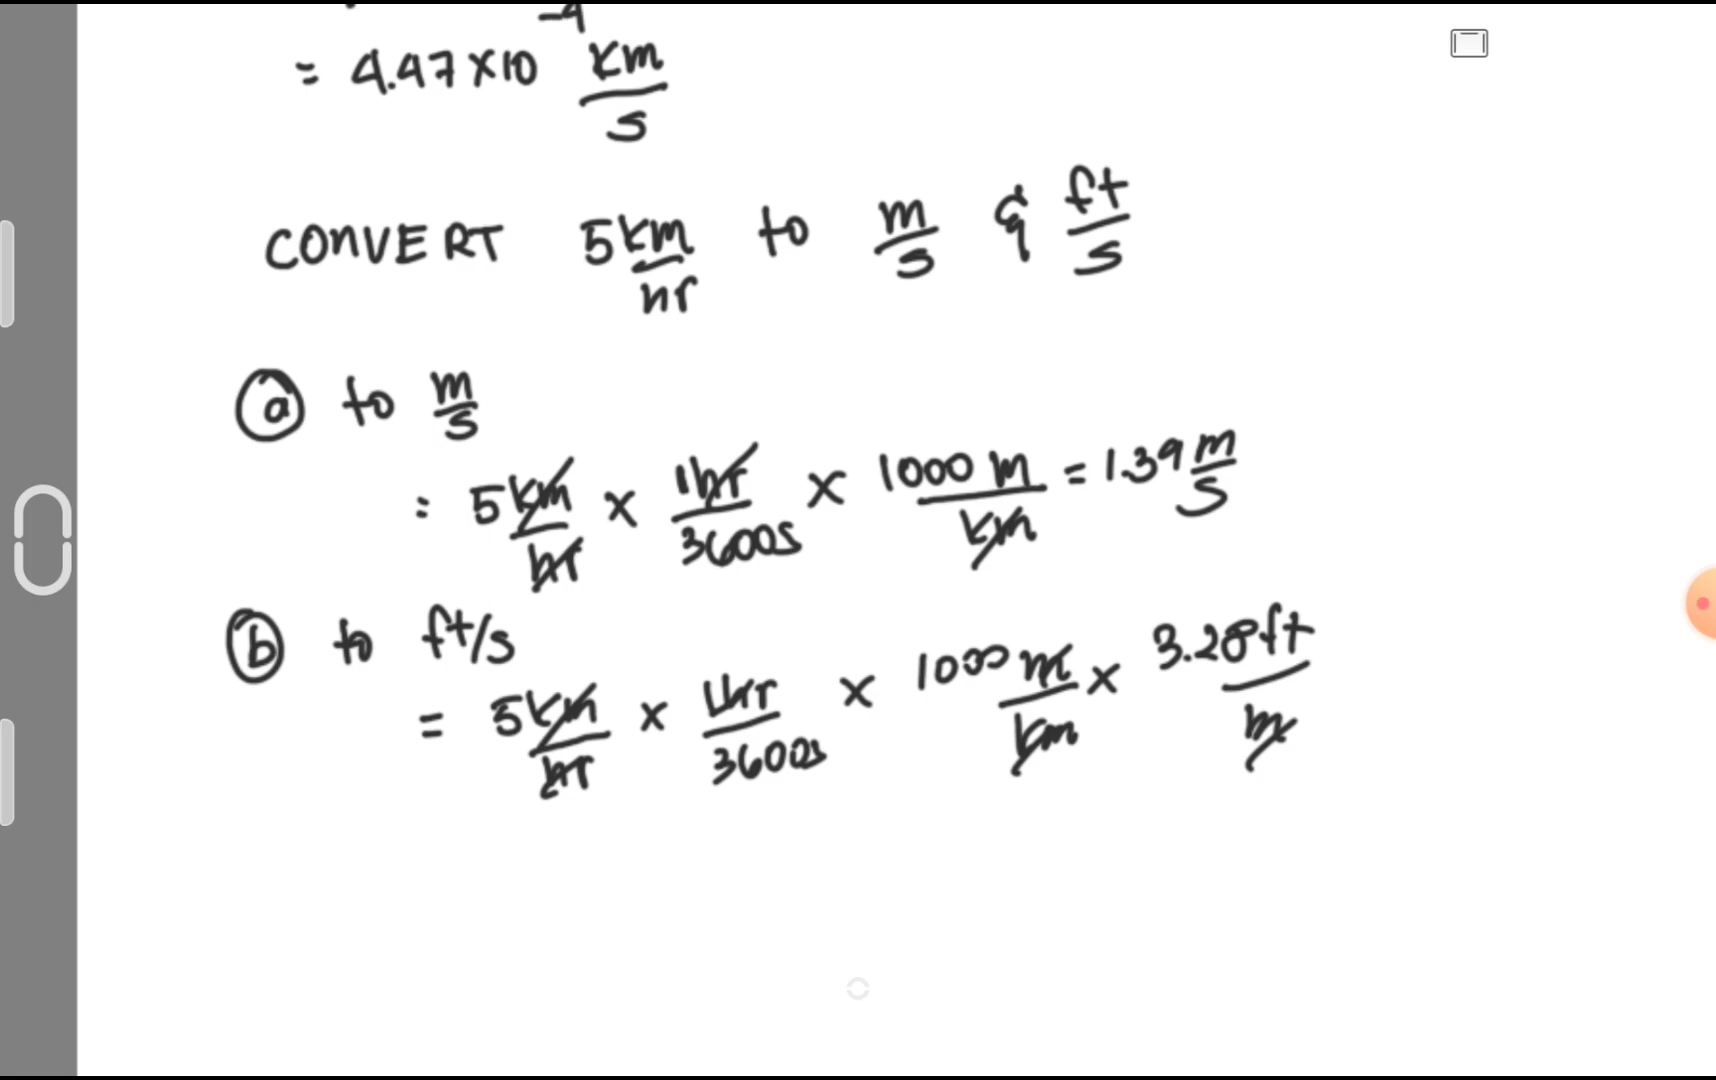 = 4.47 x 10^-4 km/s
CONVERT 5 km/hr to m/s & ft/s
(a) to m/s
= 5 km/hr x 1hr/3600s x 1000 m/km = 1.39 m/s
(b) to ft/s
= 5 km/hr x 1hr/3600s x 1000 m/km x 3.28 ft/m